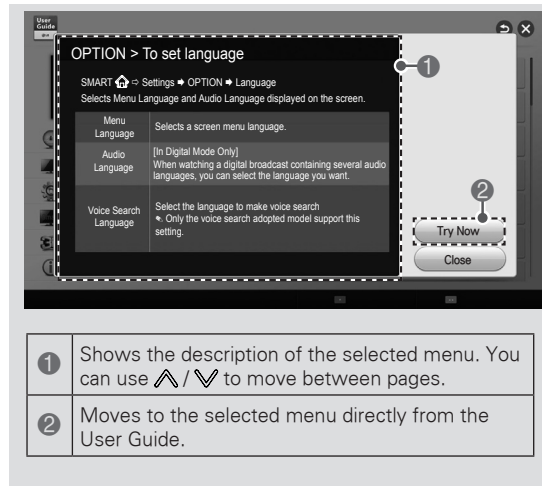 User
Guide
OPTION > To set language
SMART ⇨ Settings ➡ OPTION ➡ Language
Selects Menu Language and Audio Language displayed on the screen.
Menu
Language
Selects a screen menu language.
Audio
Language
[In Digital Mode Only]
When watching a digital broadcast containing several audio
languages, you can select the language you want.
Voice Search
Language
Select the language to make voice search
Only the voice search adopted model support this
setting.
❶
❷
Try Now
Close
❶ Shows the description of the selected menu. You
can use / to move between pages.
❷ Moves to the selected menu directly from the
User Guide.